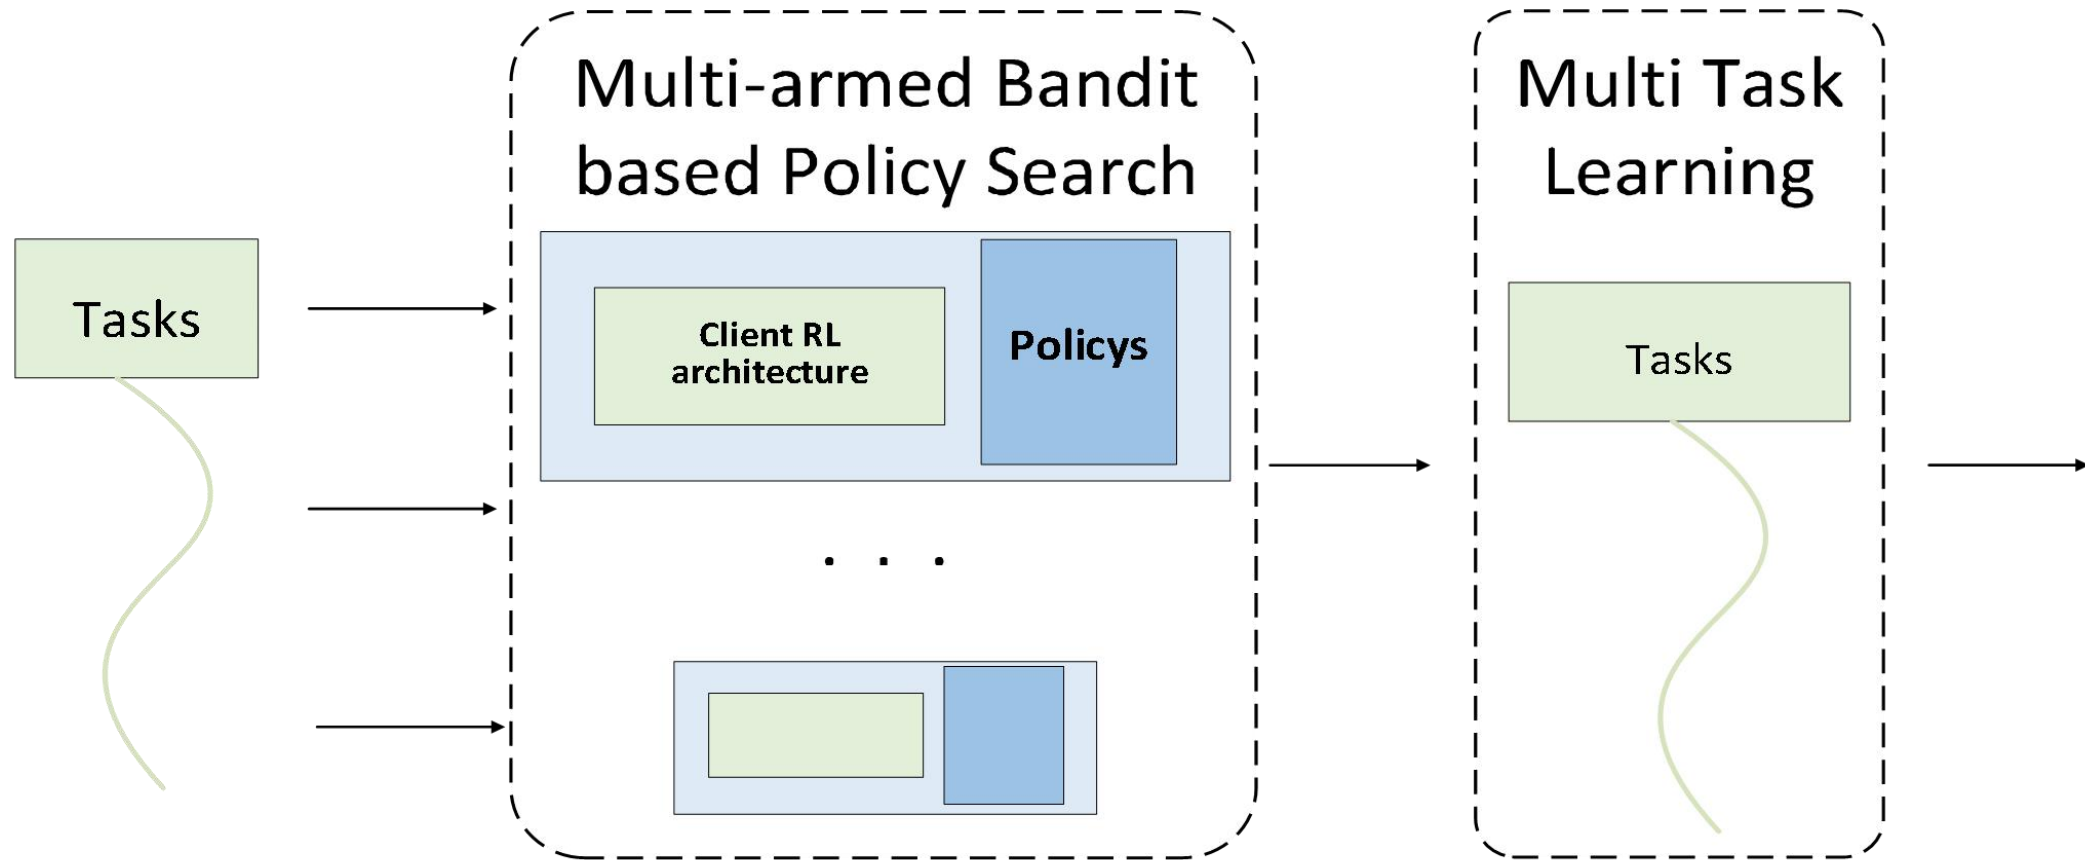 Tasks
Multi-armed Bandit
based Policy Search
Client RL
architecture
Policys
. . .
Multi Task
Learning
Tasks